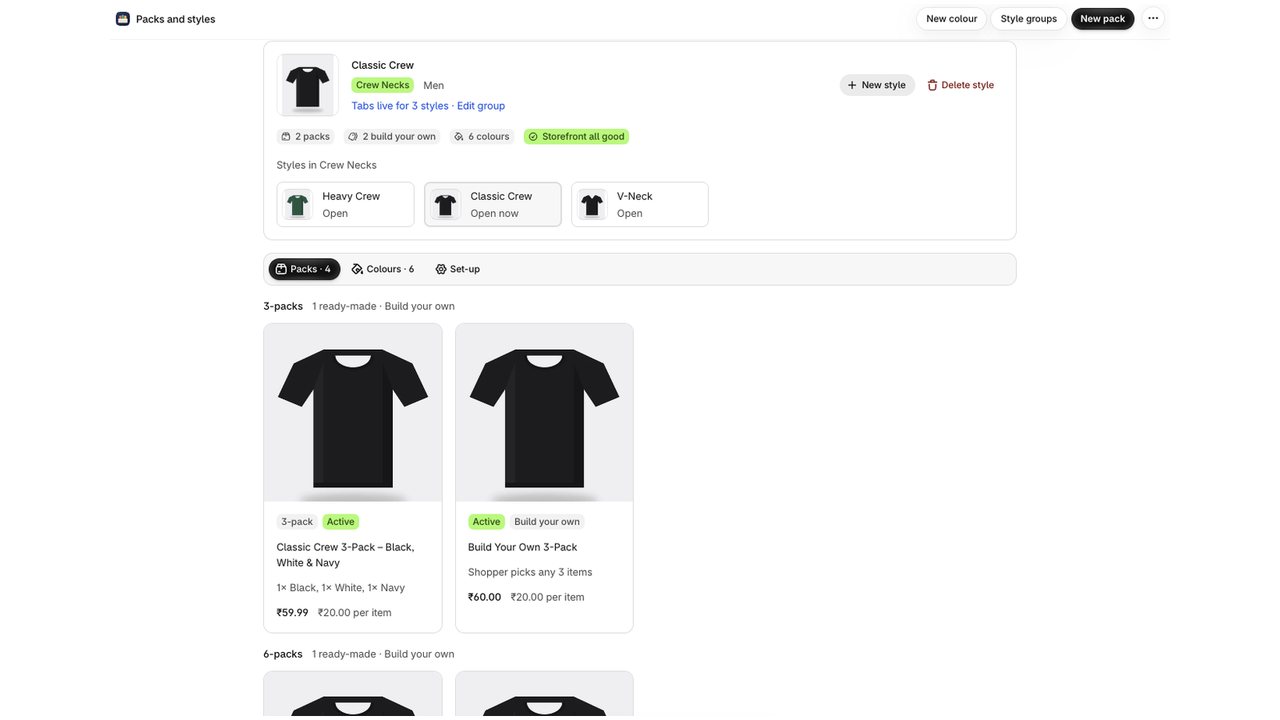 Packs and styles
New colour
Style groups
New pack
Classic Crew
Crew Necks Men
Tabs live for 3 styles · Edit group
New style
Delete style
2 packs
2 build your own
6 colours
Storefront all good
Styles in Crew Necks
Heavy Crew
Open
Classic Crew
Open now
V-Neck
Open
Packs · 4
Colours · 6
Set-up
3-packs 1 ready-made · Build your own
3-pack Active
Classic Crew 3-Pack – Black,
White & Navy
1× Black, 1× White, 1× Navy
₹59.99 ₹20.00 per item
Active Build your own
Build Your Own 3-Pack
Shopper picks any 3 items
₹60.00 ₹20.00 per item
6-packs 1 ready-made · Build your own